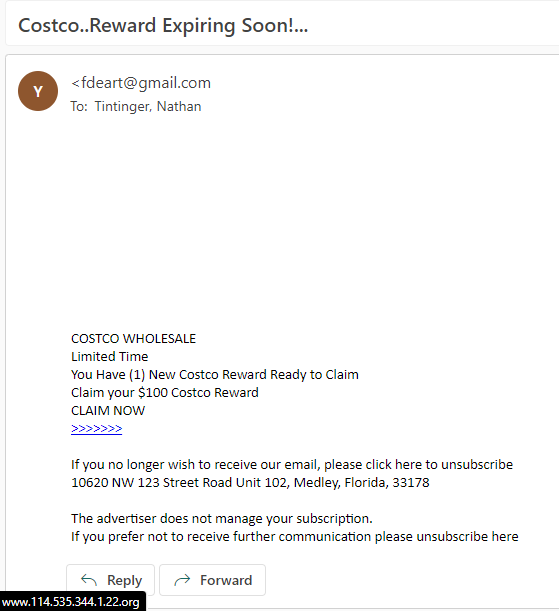 Costco..Reward Expiring Soon!...
Y
<fdeart@gmail.com
To: Tintinger, Nathan
COSTCO WHOLESALE
Limited Time
You Have (1) New Costco Reward Ready to Claim
Claim your $100 Costco Reward
CLAIM NOW
>>>>>>>
If you no longer wish to receive our email, please click here to unsubscribe
10620 NW 123 Street Road Unit 102, Medley, Florida, 33178
The advertiser does not manage your subscription.
If you prefer not to receive further communication please unsubscribe here
Reply
Forward
www.114.535.344.1.22.org